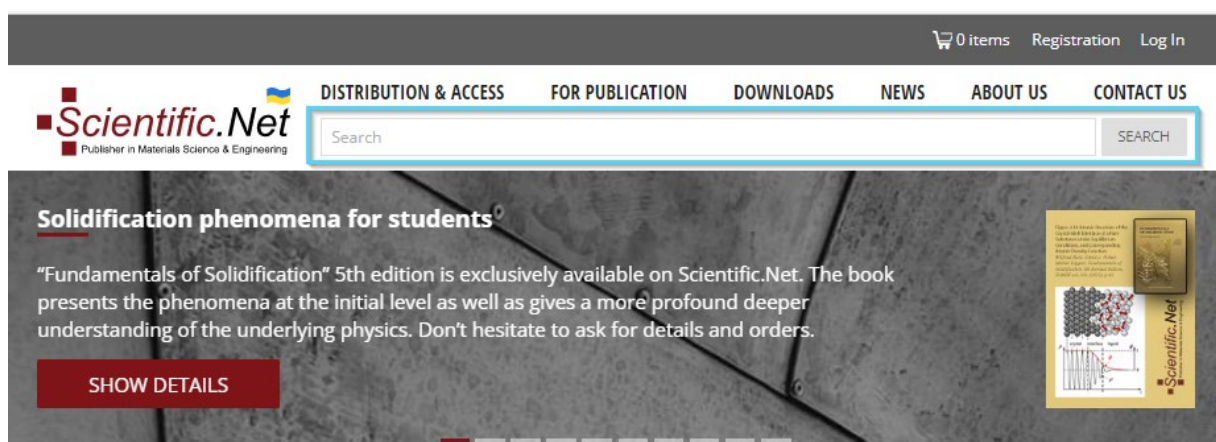 0 items Registration Log In
DISTRIBUTION & ACCESS FOR PUBLICATION DOWNLOADS NEWS ABOUT US CONTACT US
Scientific.Net
Publisher in Materials Science & Engineering
Search SEARCH
Solidification phenomena for students
“Fundamentals of Solidification” 5th edition is exclusively available on Scientific.Net. The book
presents the phenomena at the initial level as well as gives a more profound deeper
understanding of the underlying physics. Don’t hesitate to ask for details and orders.
SHOW DETAILS
Scientific.Net